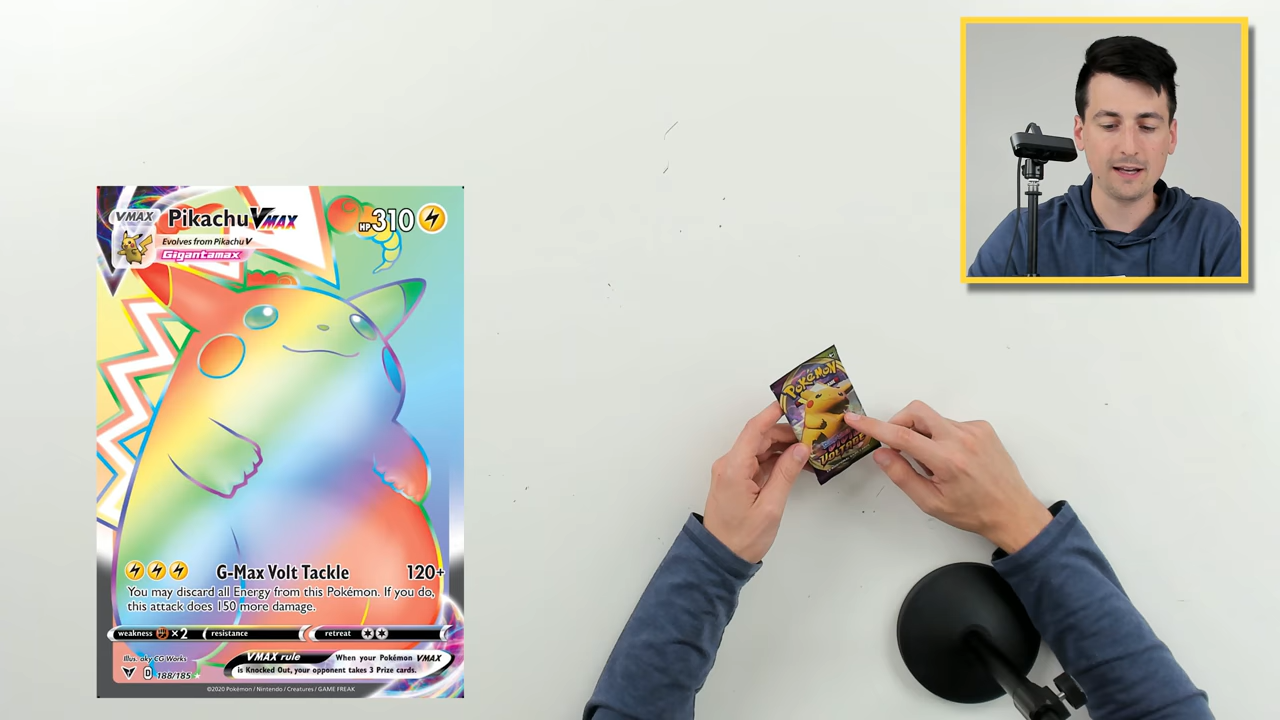 VMAX Pikachu VMAX HP 310
Evolves from Pikachu V
Gigantamax
G-Max Volt Tackle 120+
You may discard all Energy from this Pokémon. If you do,
this attack does 150 more damage.
weakness ×2 resistance retreat
Illus. aky CG Works
VMAX rule When your Pokémon VMAX
is Knocked Out, your opponent takes 3 Prize cards.
D 188/185
©2020 Pokémon / Nintendo / Creatures / GAME FREAK
POKéMON
VOLTAGE